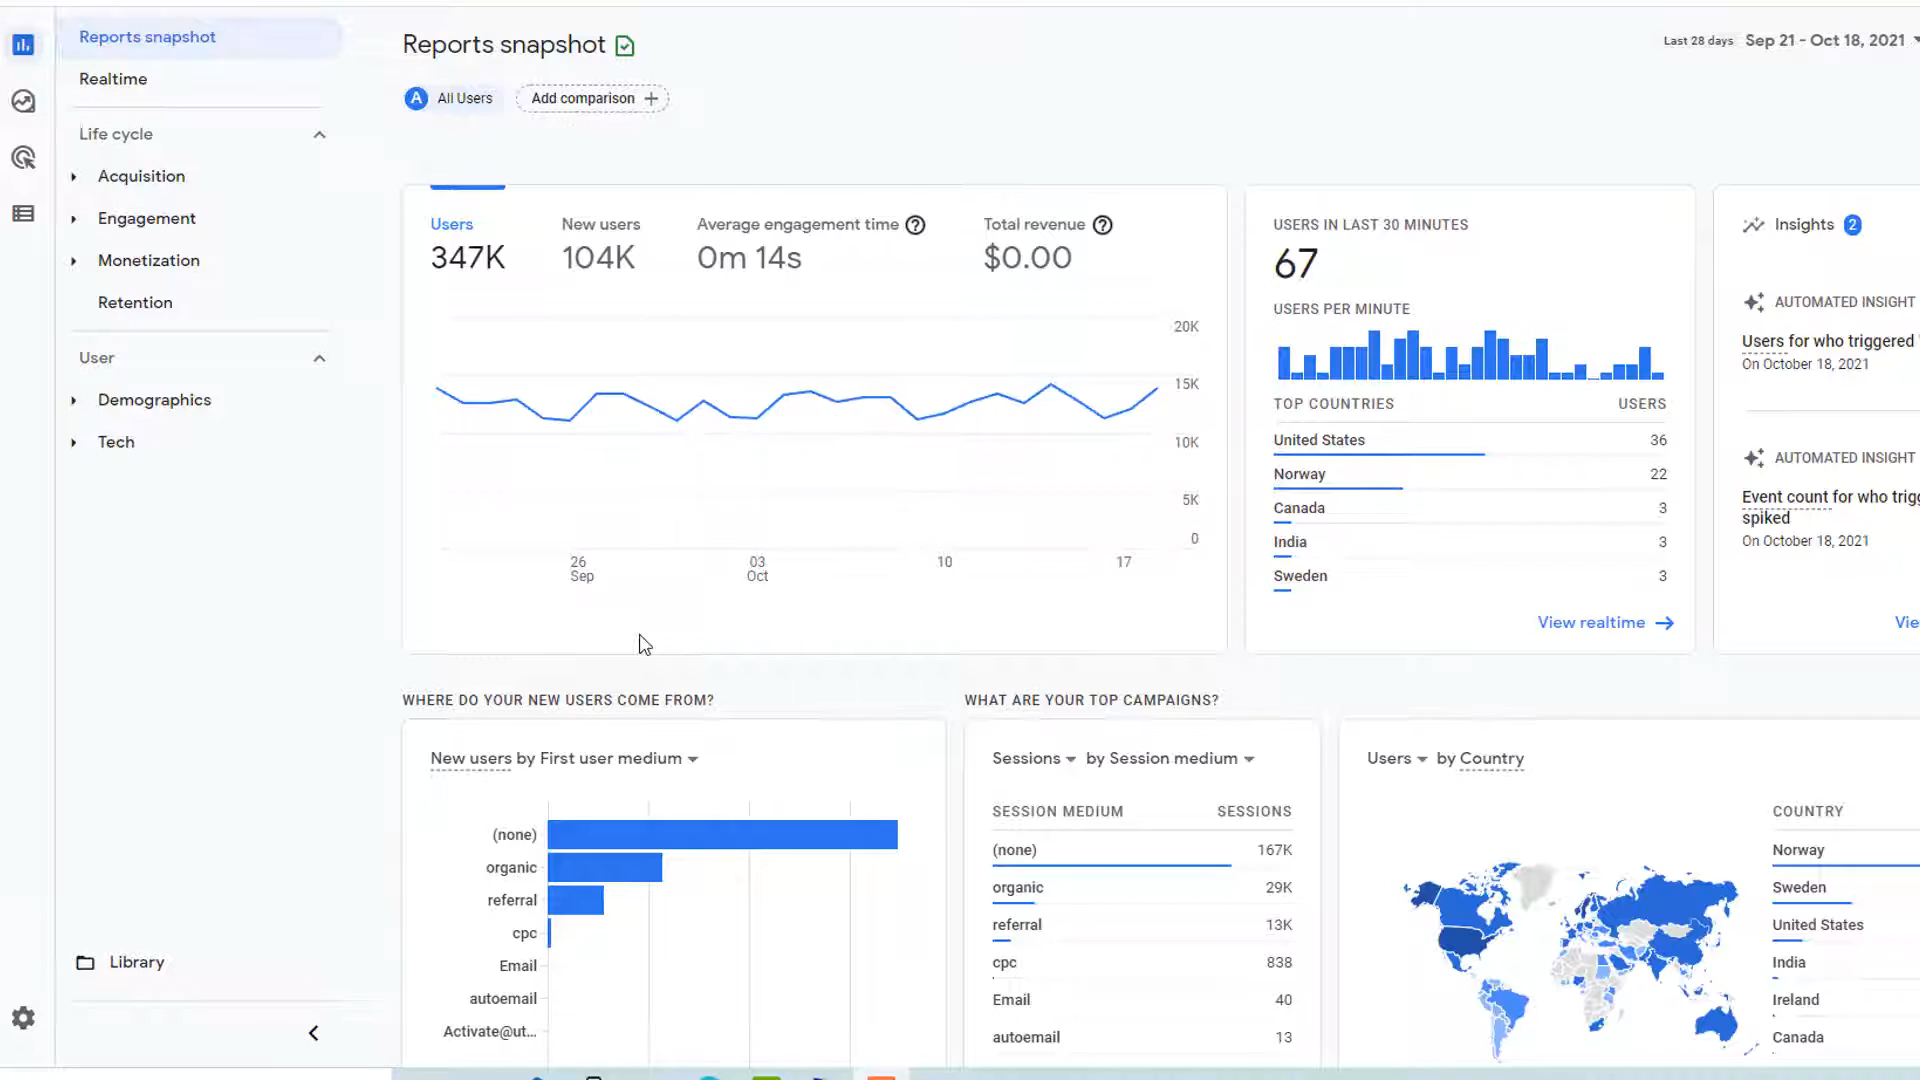 Reports snapshot
Realtime
Life cycle
Acquisition
Engagement
Monetization
Retention
User
Demographics
Tech
Library
Reports snapshot
Last 28 days Sep 21 - Oct 18, 2021
A All Users
Add comparison +
Users
347K
New users
104K
Average engagement time
0m 14s
Total revenue
$0.00
20K
15K
10K
5K
0
26
Sep
03
Oct
10
17
USERS IN LAST 30 MINUTES
67
USERS PER MINUTE
TOP COUNTRIES USERS
United States 36
Norway 22
Canada 3
India 3
Sweden 3
View realtime
Insights 2
AUTOMATED INSIGHT
Users for who triggered
On October 18, 2021
AUTOMATED INSIGHT
Event count for who trigg
spiked
On October 18, 2021
Vie
WHERE DO YOUR NEW USERS COME FROM?
New users by First user medium
(none)
organic
referral
cpc
Email
autoemail
Activate@ut...
WHAT ARE YOUR TOP CAMPAIGNS?
Sessions by Session medium
SESSION MEDIUM SESSIONS
(none) 167K
organic 29K
referral 13K
cpc 838
Email 40
autoemail 13
Users by Country
COUNTRY
Norway
Sweden
United States
India
Ireland
Canada